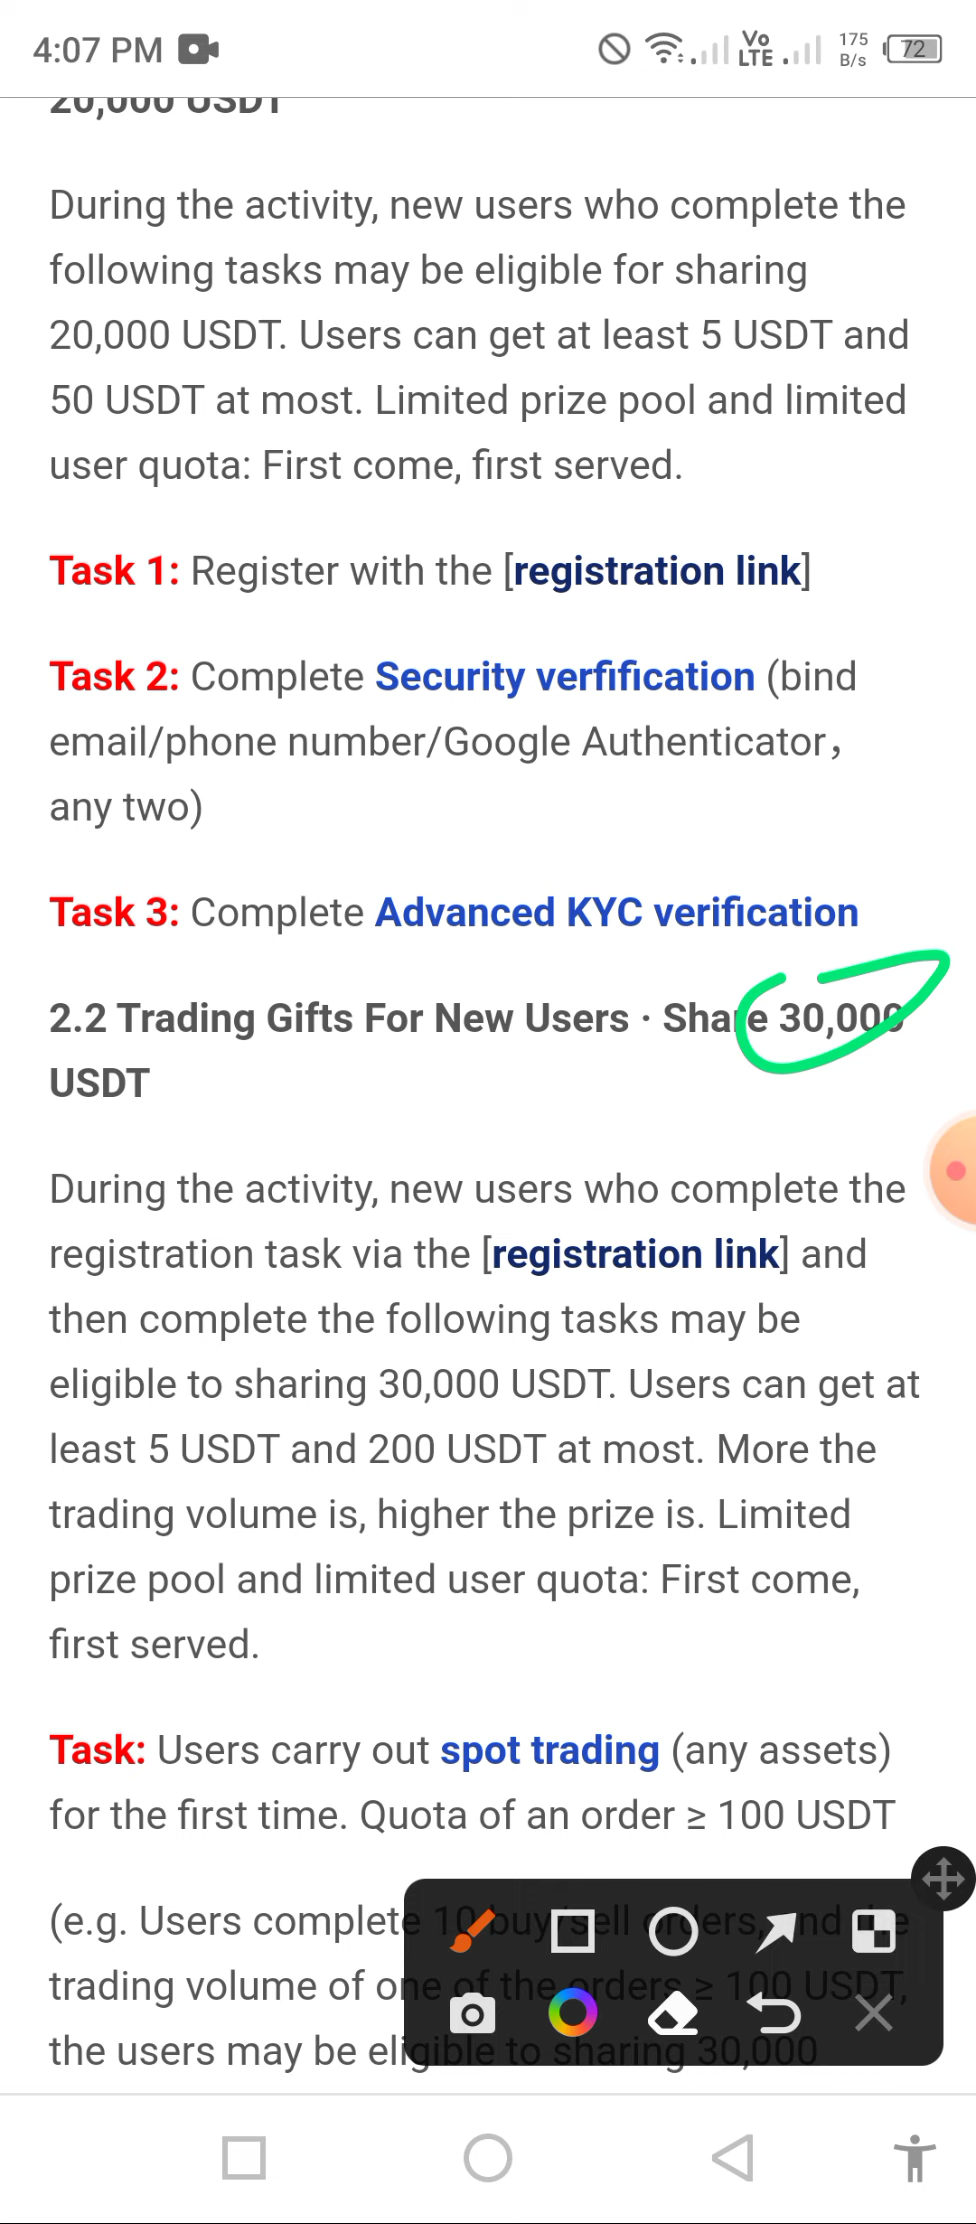 4:07 PM
Vo LTE
175 B/s
72
20,000 USDT
During the activity, new users who complete the
following tasks may be eligible for sharing
20,000 USDT. Users can get at least 5 USDT and
50 USDT at most. Limited prize pool and limited
user quota: First come, first served.
Task 1: Register with the [registration link]
Task 2: Complete Security verfification (bind
email/phone number/Google Authenticator，
any two)
Task 3: Complete Advanced KYC verification
2.2 Trading Gifts For New Users · Share 30,000
USDT
During the activity, new users who complete the
registration task via the [registration link] and
then complete the following tasks may be
eligible to sharing 30,000 USDT. Users can get at
least 5 USDT and 200 USDT at most. More the
trading volume is, higher the prize is. Limited
prize pool and limited user quota: First come,
first served.
Task: Users carry out spot trading (any assets)
for the first time. Quota of an order ≥ 100 USDT
(e.g. Users complete 10 buy/sell orders, and the
trading volume of one of the orders ≥ 100 USDT,
the users may be eligible to sharing 30,000